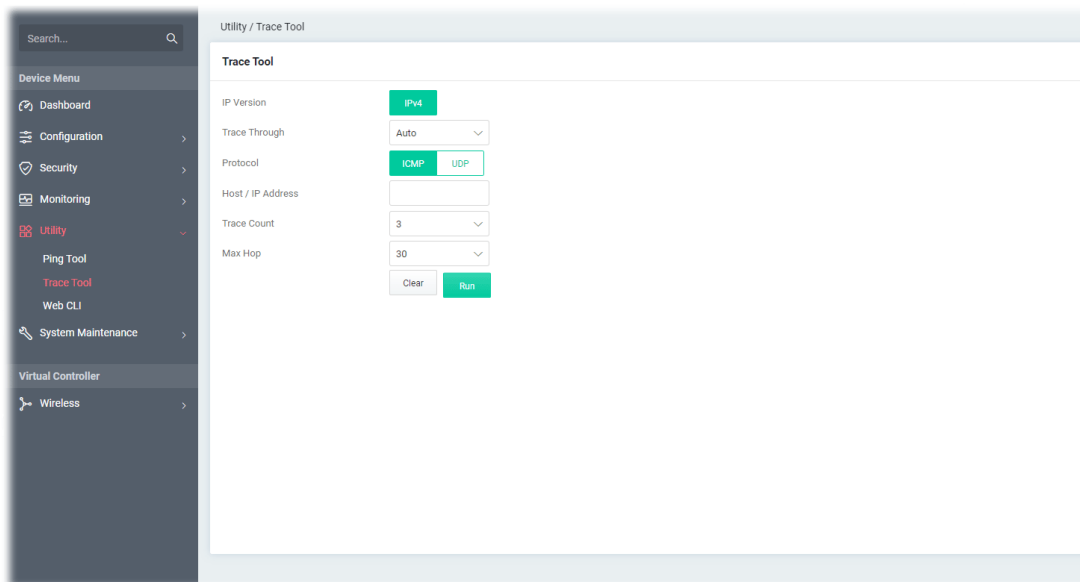 Search...
Device Menu
Dashboard
Configuration
Security
Monitoring
Utility
Ping Tool
Trace Tool
Web CLI
System Maintenance
Virtual Controller
Wireless
Utility / Trace Tool
Trace Tool
IP Version IPv4
Trace Through Auto
Protocol ICMP UDP
Host / IP Address
Trace Count 3
Max Hop 30
Clear Run